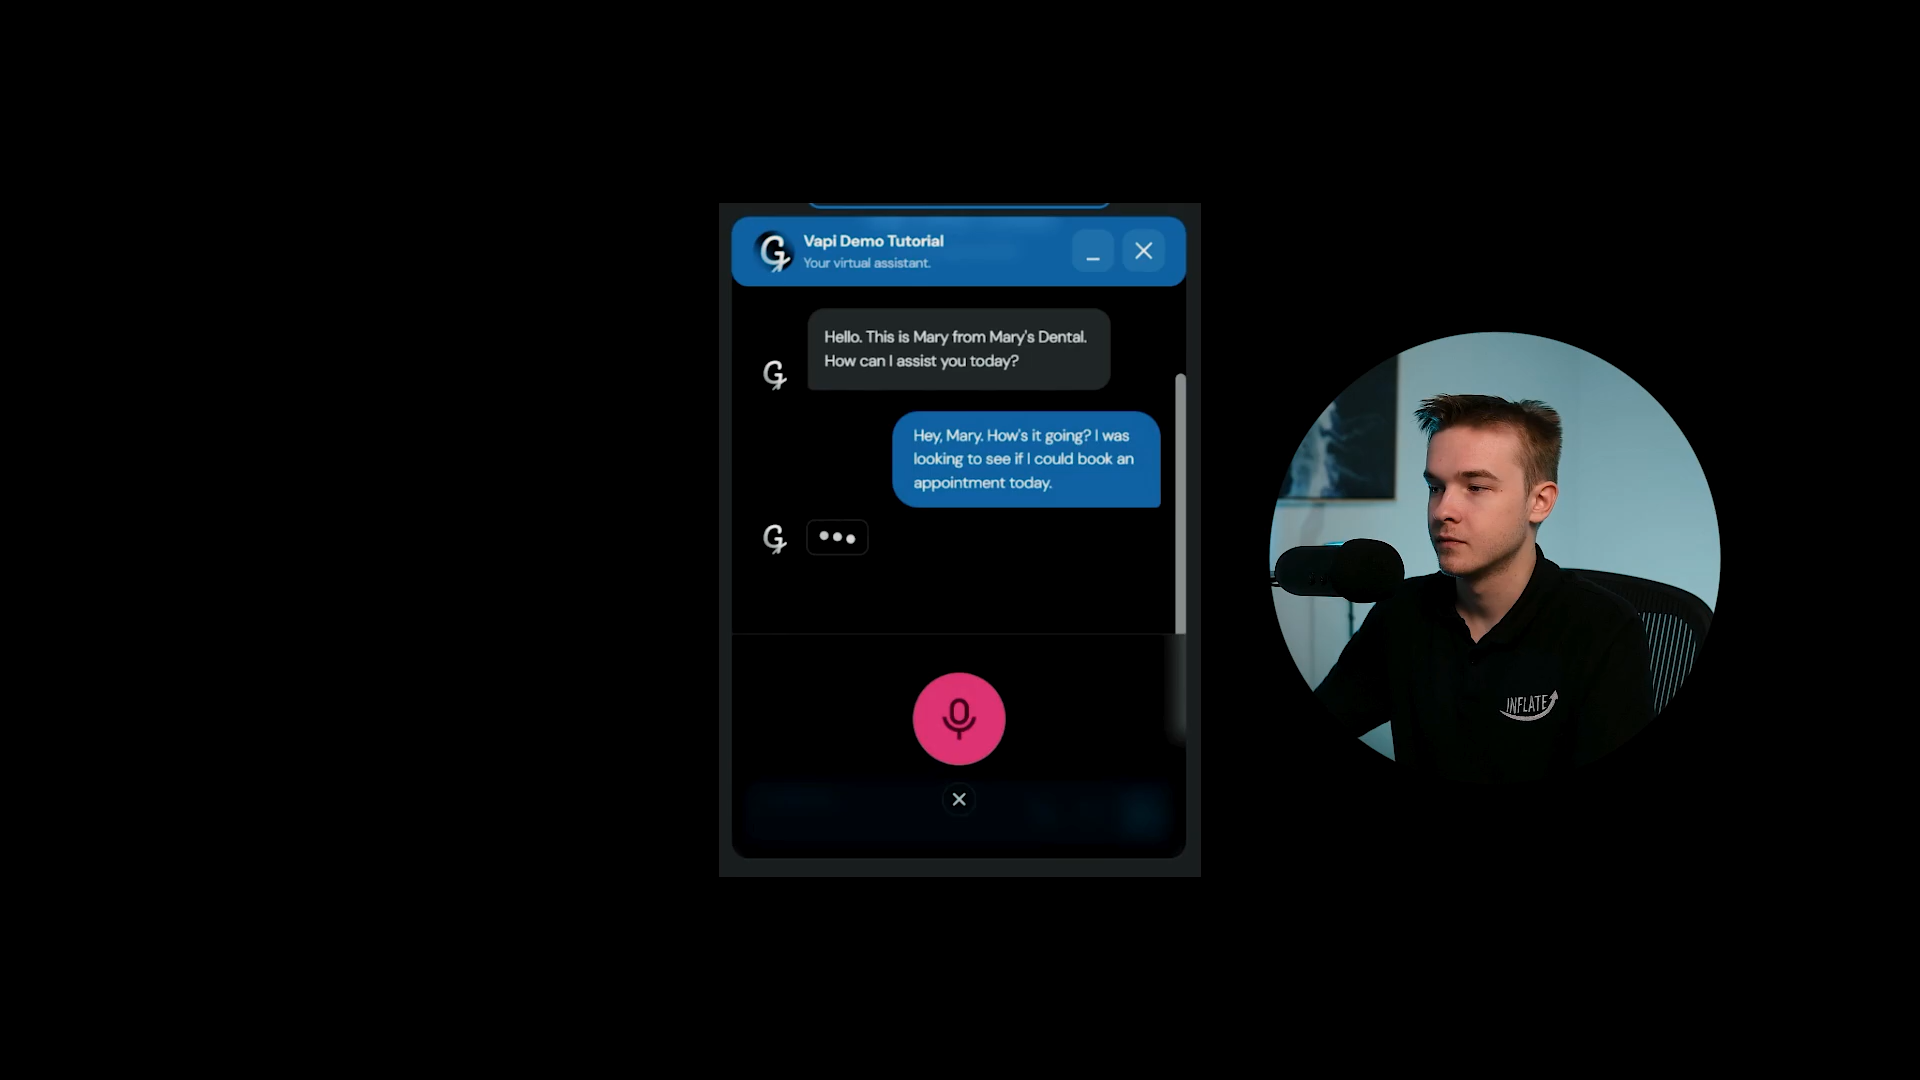 Vapi Demo Tutorial
Your virtual assistant.
Hello. This is Mary from Mary's Dental.
How can I assist you today?
Hey, Mary. How's it going? I was
looking to see if I could book an
appointment today.
INFLATE